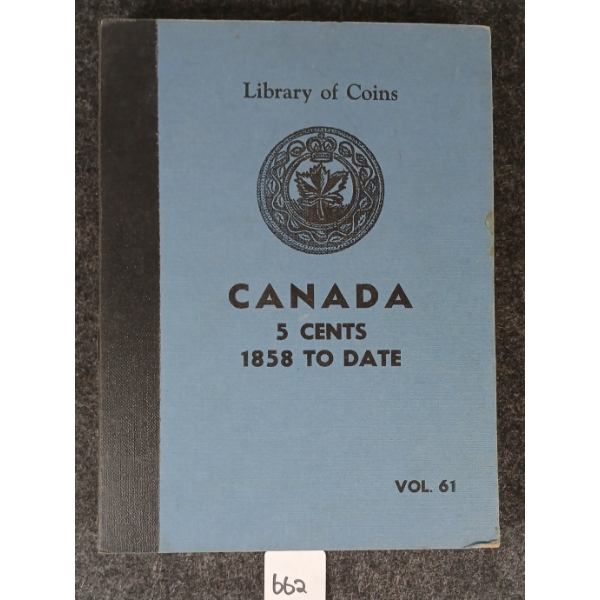 Library of Coins
CANADA
5 CENTS
1858 TO DATE
VOL. 61
662